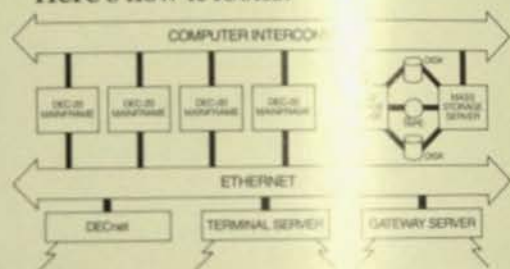 COMPUTER INTERCON
DISK
DEC-20 DEC-20 DEC-20 DEC-20 MASS
MAINFRAME MAINFRAME MAINFRAME MAINFRAME STORAGE
SERVER
TAPE
DISK
ETHERNET
DECnet TERMINAL SERVER GATEWAY SERVER